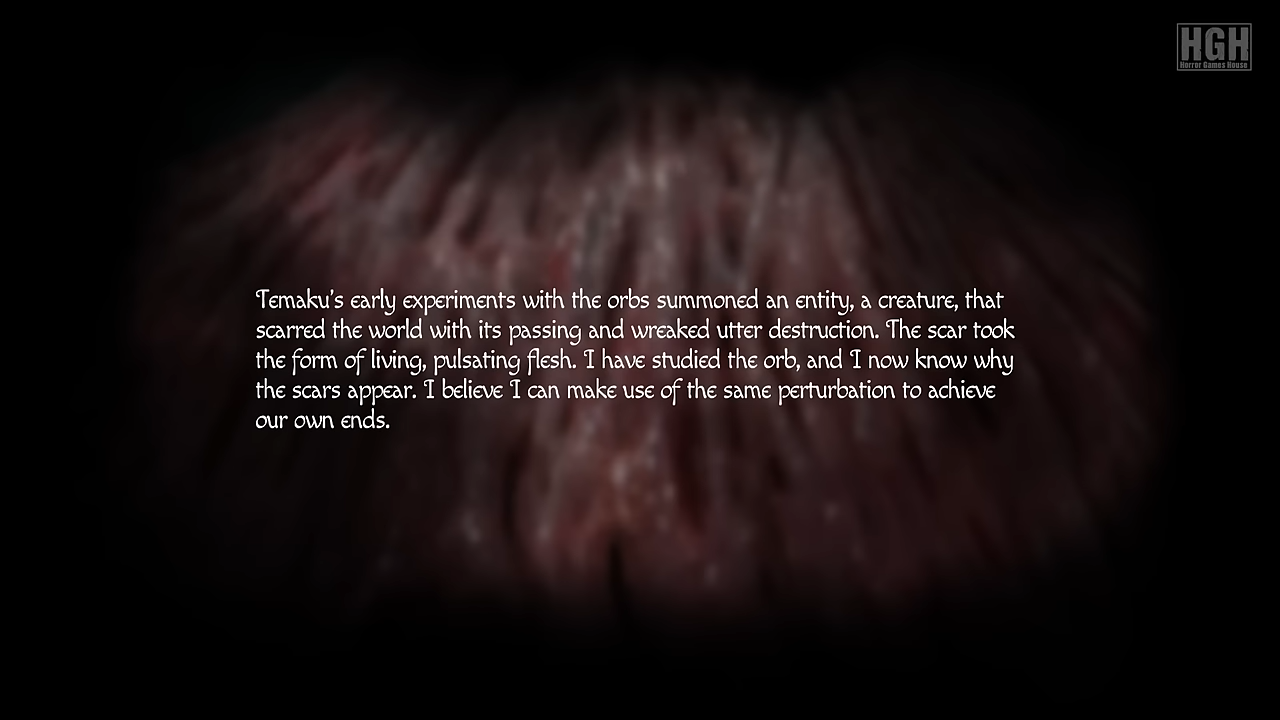 HGH
Horror Games House
Temaku's early experiments with the orbs summoned an entity, a creature, that
scarred the world with its passing and wreaked utter destruction. The scar took
the form of living, pulsating flesh. I have studied the orb, and I now know why
the scars appear. I believe I can make use of the same perturbation to achieve
our own ends.